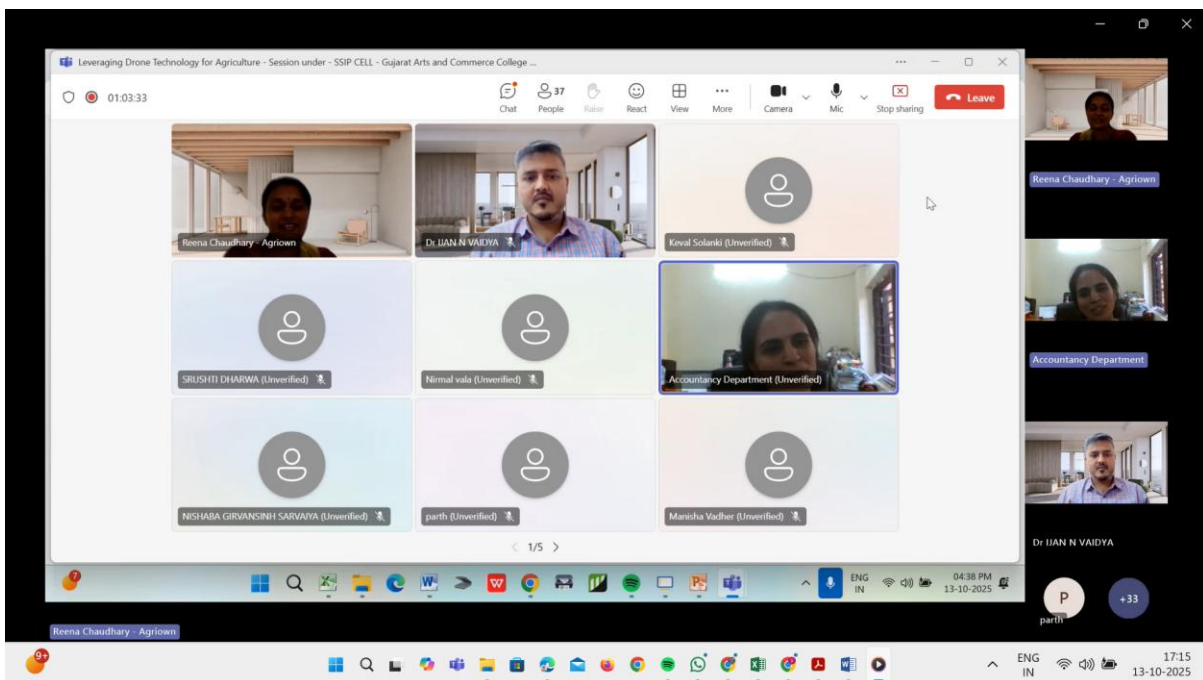 Leveraging Drone Technology for Agriculture - Session under - SSIP CELL - Gujarat Arts and Commerce College ...
01:03:33
Chat
37
People
Raise
React
View
More
Camera
Mic
Stop sharing
Leave
Reena Chaudhary - Agriown
Dr IJAN N VAIDYA
Keval Solanki (Unverified)
SRUSHTI DHARWA (Unverified)
Nirmal vala (Unverified)
Accountancy Department (Unverified)
NISHABA GIRVANSINH SARVAIYA (Unverified)
parth (Unverified)
Manisha Vadher (Unverified)
1/5
7
W
W
P
ENG
IN
04:38 PM
13-10-2025
Reena Chaudhary - Agriown
Accountancy Department
Dr IJAN N VAIDYA
P
parth
+33
Reena Chaudhary - Agriown
9+
ENG
IN
17:15
13-10-2025